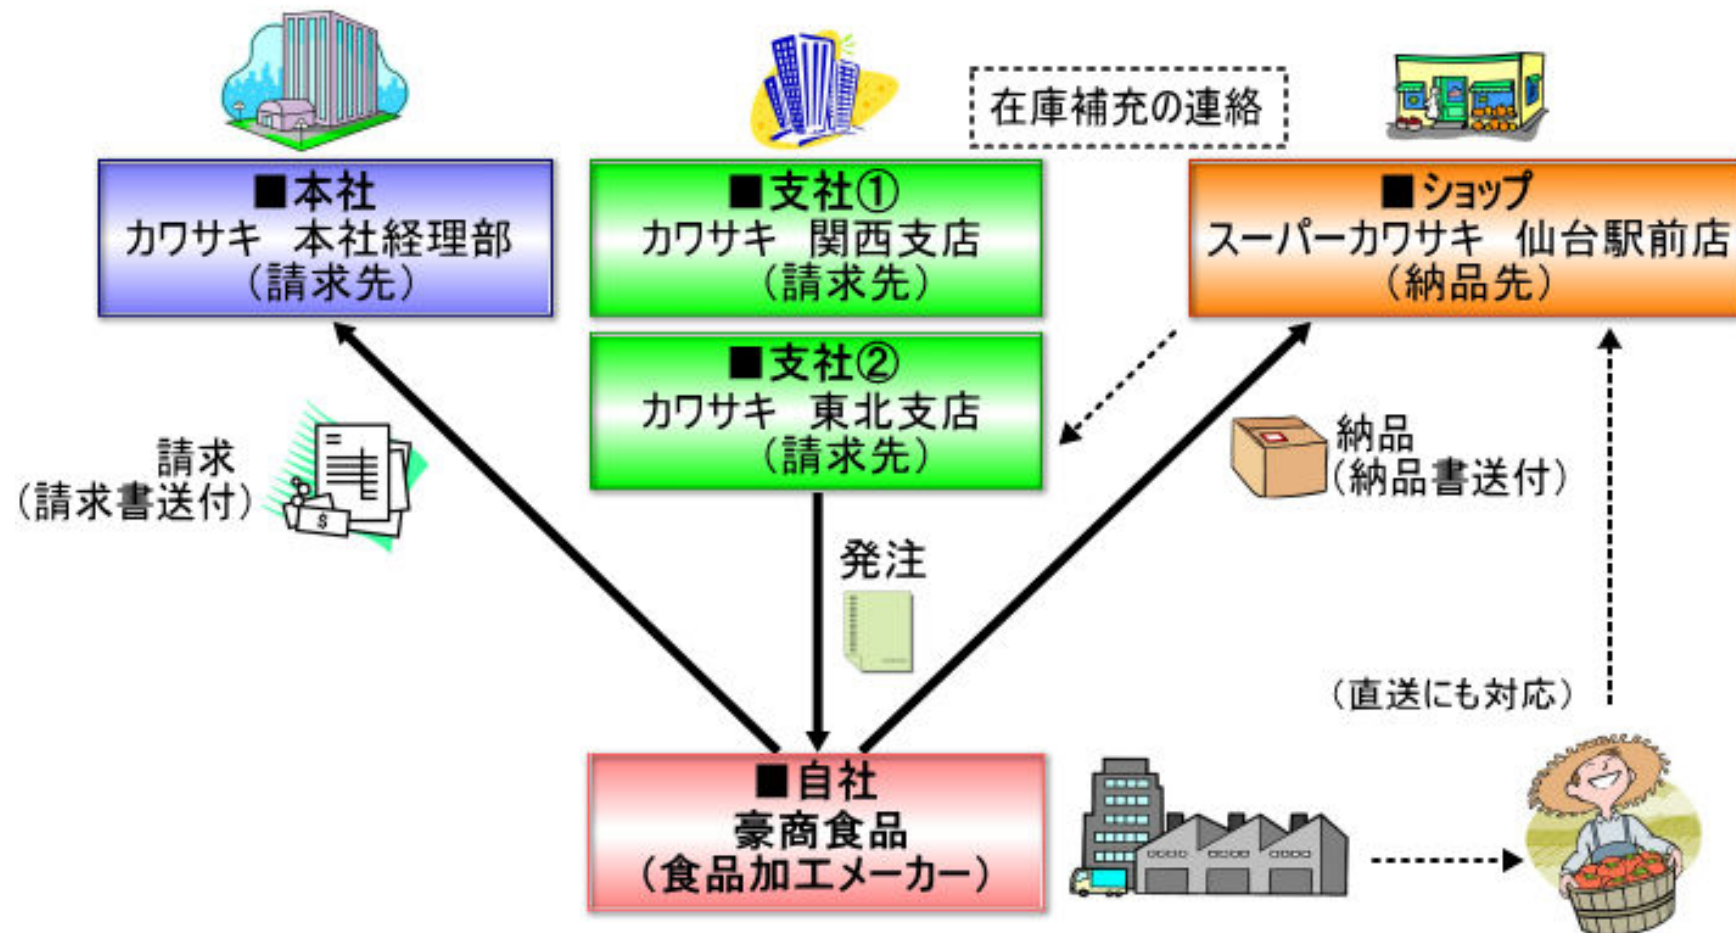 在庫補充の連絡
■本社
カワサキ 本社経理部
(請求先)
■支社①
カワサキ 関西支店
(請求先)
■ショップ
スーパーカワサキ 仙台駅前店
(納品先)
■支社②
カワサキ 東北支店
(請求先)
請求
(請求書送付)
$
納品
(納品書送付)
発注
(直送にも対応)
■自社
豪商食品
(食品加工メーカー)